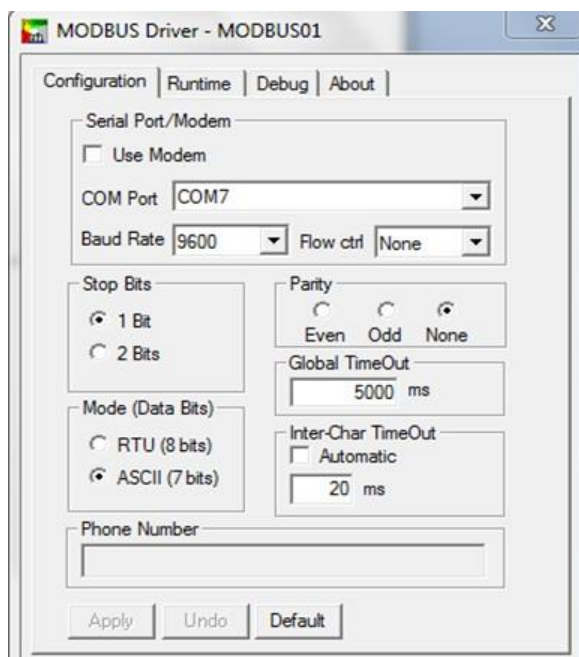 MODBUS Driver - MODBUS01
Configuration Runtime Debug About
Serial Port/Modem
Use Modem
COM Port COM7
Baud Rate 9600 Flow ctrl None
Stop Bits
1 Bit
2 Bits
Parity
Even Odd None
Global TimeOut
5000 ms
Mode (Data Bits)
RTU (8 bits)
ASCII (7 bits)
Inter-Char TimeOut
Automatic
20 ms
Phone Number
Apply Undo Default